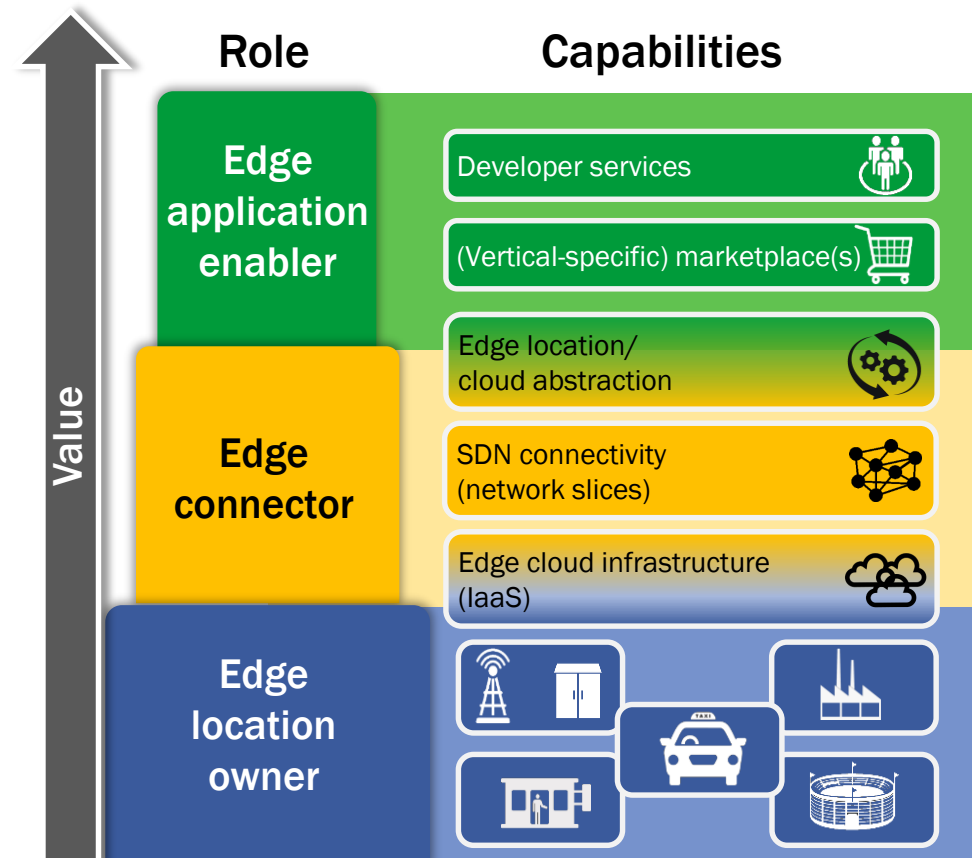 Role
Capabilities
Value
Edge
application
enabler
Developer services
(Vertical-specific) marketplace(s)
Edge location/
cloud abstraction
Edge
connector
SDN connectivity
(network slices)
Edge cloud infrastructure
(IaaS)
Edge
location
owner
TAXI